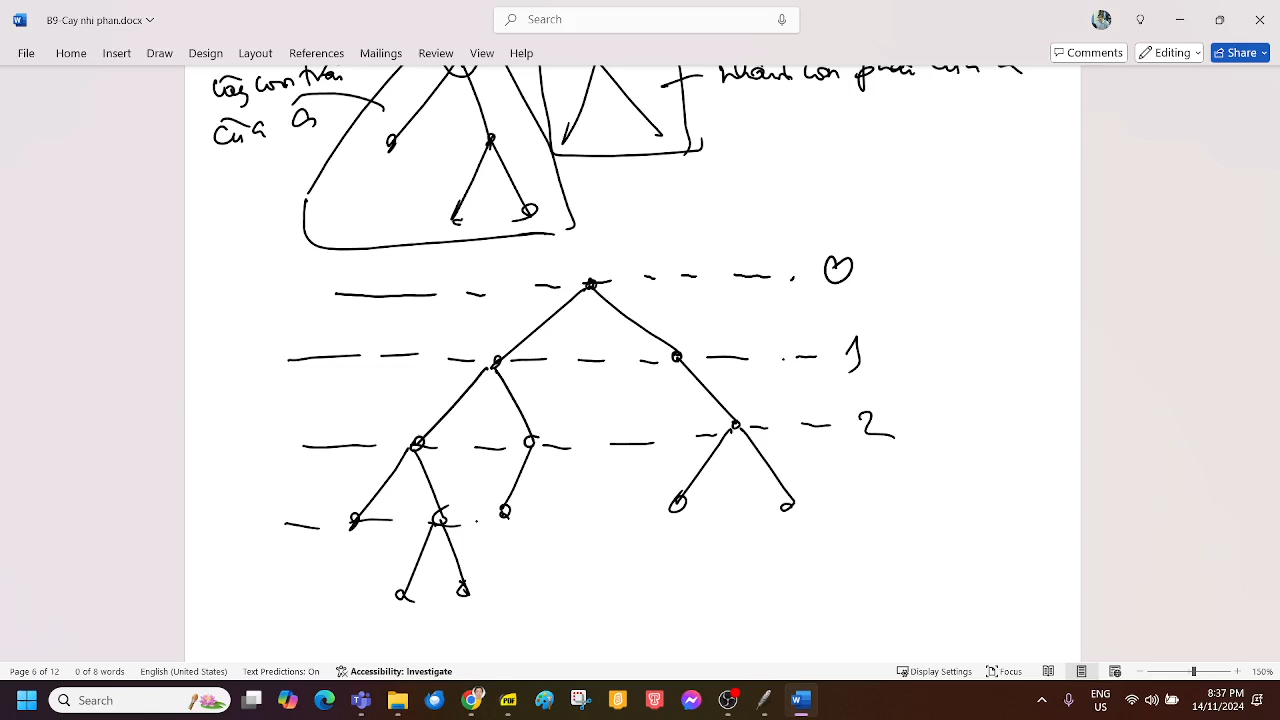 B9-Cay nhi phan.docx
Search
File Home Insert Draw Design Layout References Mailings Review View Help
Comments Editing Share
cây con trái
của
0
1
2
Page 6 of 12 0 of 8 words English (United States) Text Predictions: On Accessibility: Investigate Display Settings Focus 150%
Search PDF ENG 8:37 PM
US 14/11/2024